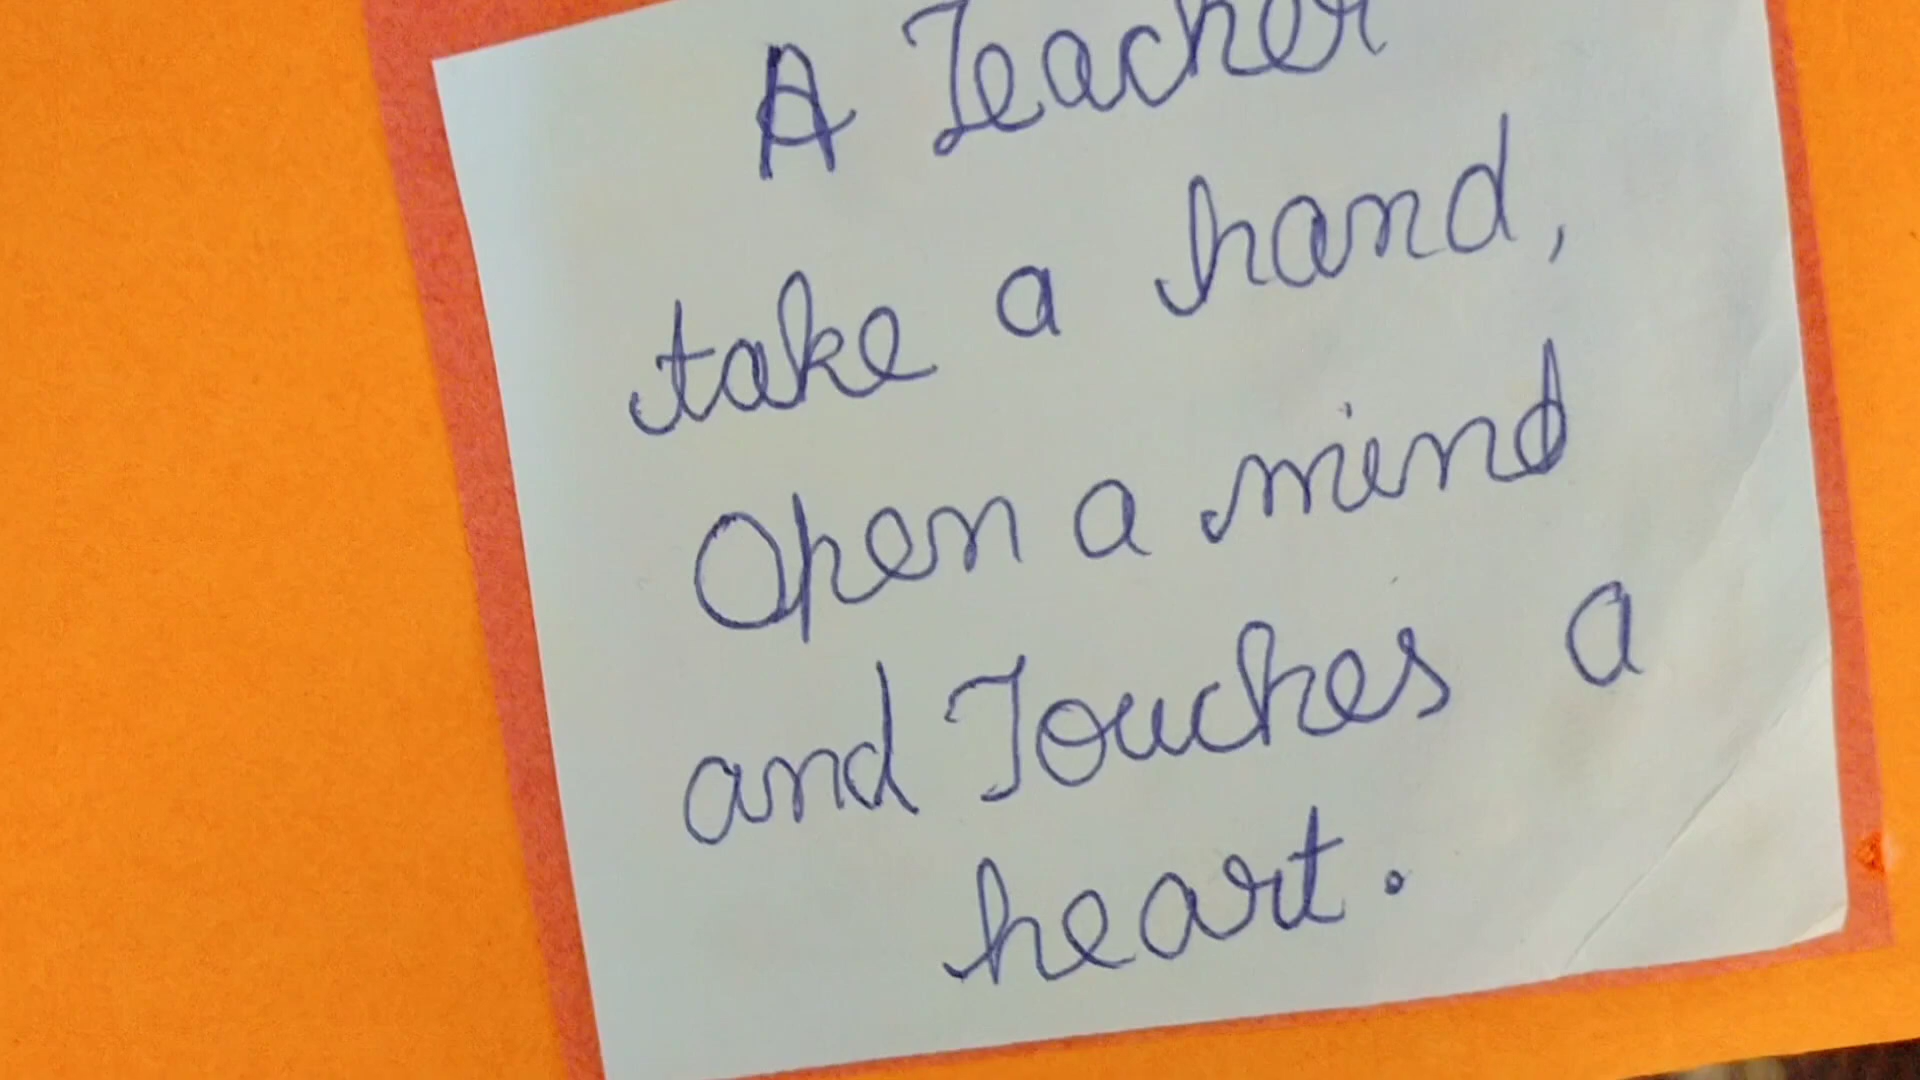 A Teacher
take a hand,
Open a mind
and Touches a
heart.